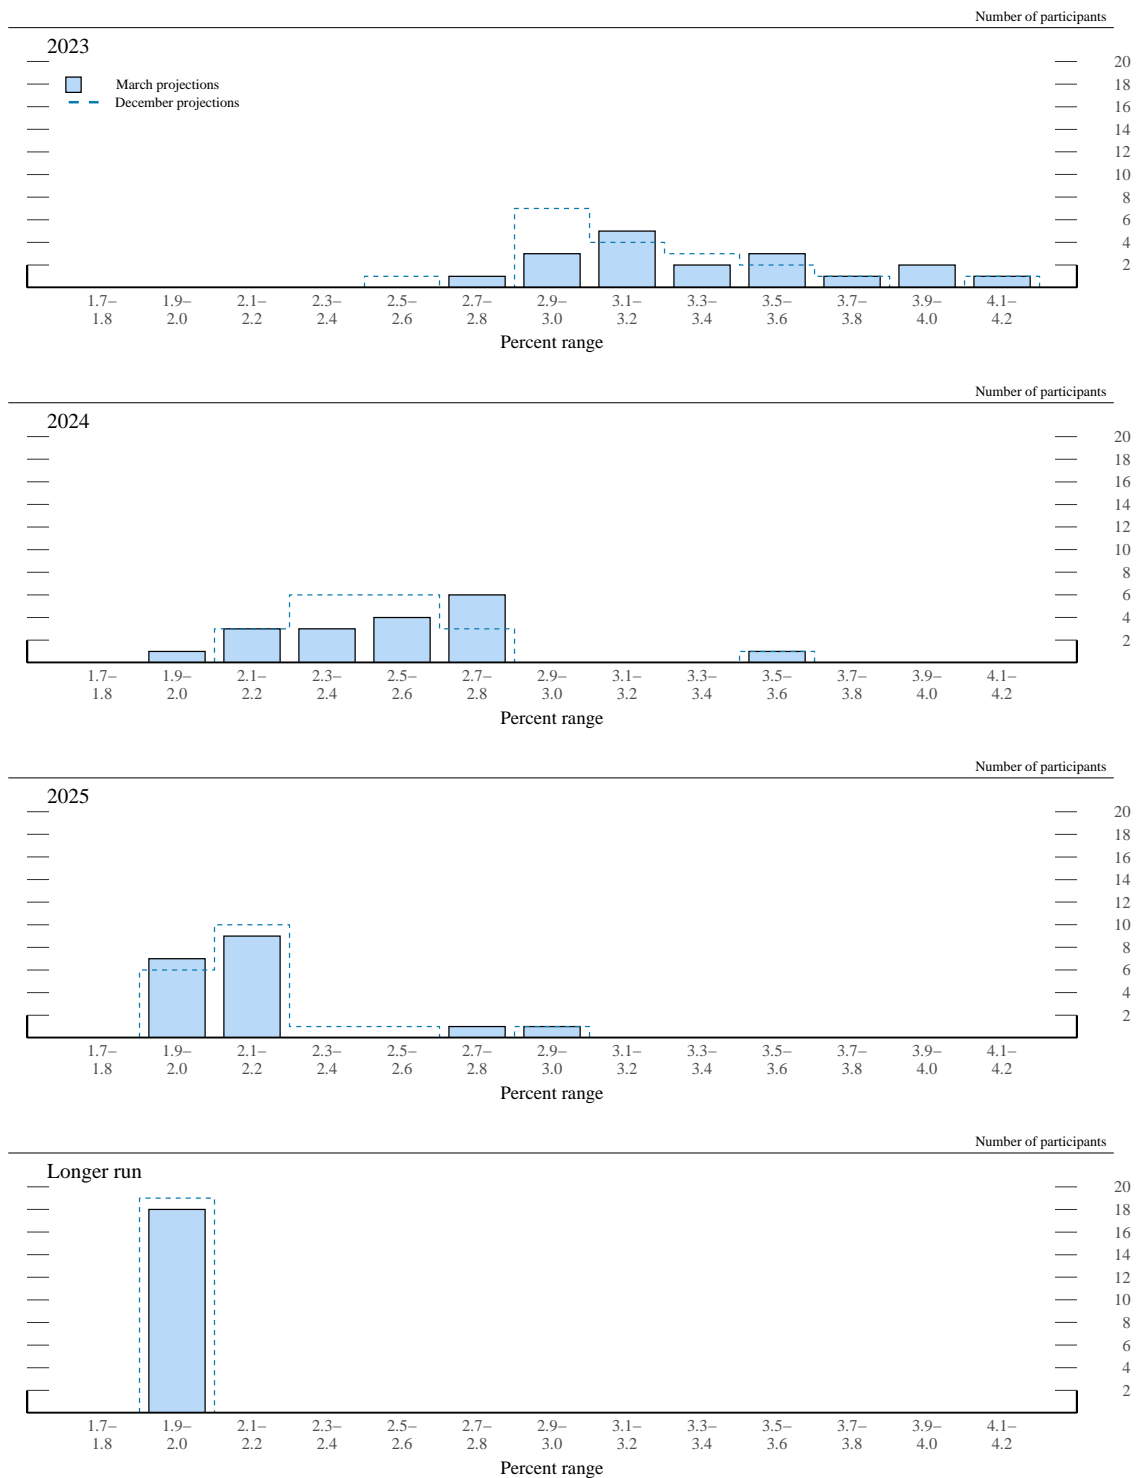 Number of participants
2023
March projections
December projections
20
18
16
14
12
10
8
6
4
2
1.7– 1.9– 2.1– 2.3– 2.5– 2.7– 2.9– 3.1– 3.3– 3.5– 3.7– 3.9– 4.1–
1.8 2.0 2.2 2.4 2.6 2.8 3.0 3.2 3.4 3.6 3.8 4.0 4.2
Percent range
Number of participants
2024
20
18
16
14
12
10
8
6
4
2
1.7– 1.9– 2.1– 2.3– 2.5– 2.7– 2.9– 3.1– 3.3– 3.5– 3.7– 3.9– 4.1–
1.8 2.0 2.2 2.4 2.6 2.8 3.0 3.2 3.4 3.6 3.8 4.0 4.2
Percent range
Number of participants
2025
20
18
16
14
12
10
8
6
4
2
1.7– 1.9– 2.1– 2.3– 2.5– 2.7– 2.9– 3.1– 3.3– 3.5– 3.7– 3.9– 4.1–
1.8 2.0 2.2 2.4 2.6 2.8 3.0 3.2 3.4 3.6 3.8 4.0 4.2
Percent range
Number of participants
Longer run
20
18
16
14
12
10
8
6
4
2
1.7– 1.9– 2.1– 2.3– 2.5– 2.7– 2.9– 3.1– 3.3– 3.5– 3.7– 3.9– 4.1–
1.8 2.0 2.2 2.4 2.6 2.8 3.0 3.2 3.4 3.6 3.8 4.0 4.2
Percent range